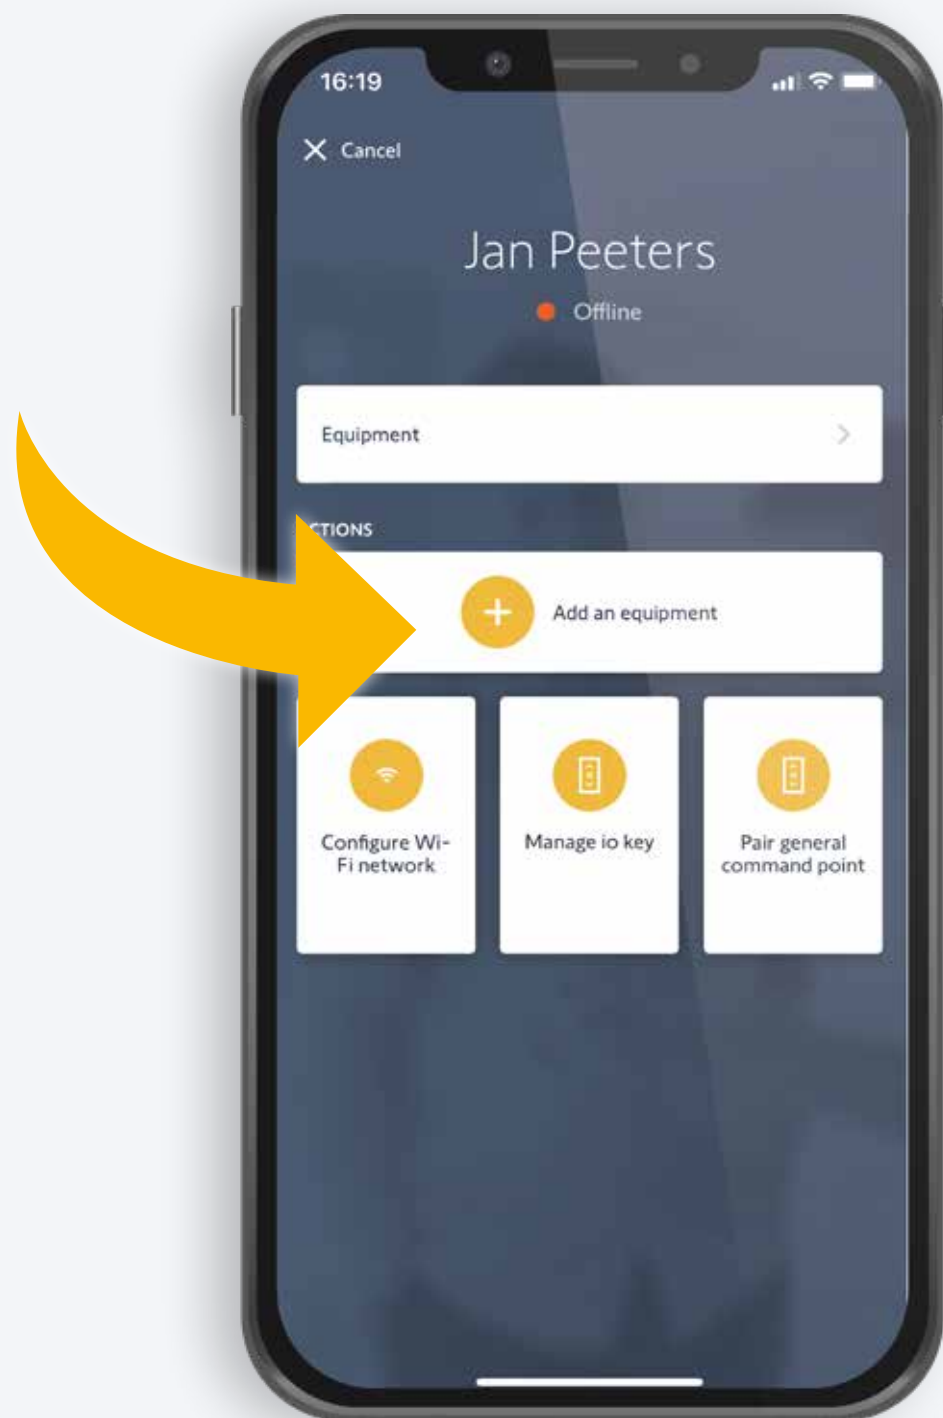 16:19
Cancel
Jan Peeters
Offline
Equipment
CTIONS
Add an equipment
Configure Wi-
Fi network
Manage io key
Pair general
command point